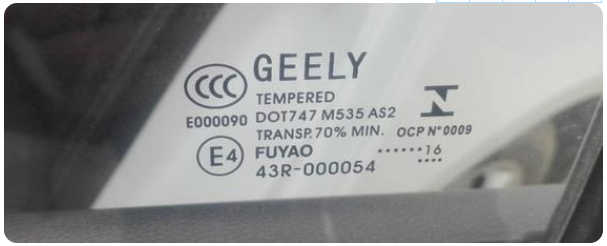 CCC GEELY
TEMPERED
E000090 DOT747 M535 AS2
TRANSP.70% MIN. OCP N°0009
E4 FUYAO ······16
43R-000054 ····